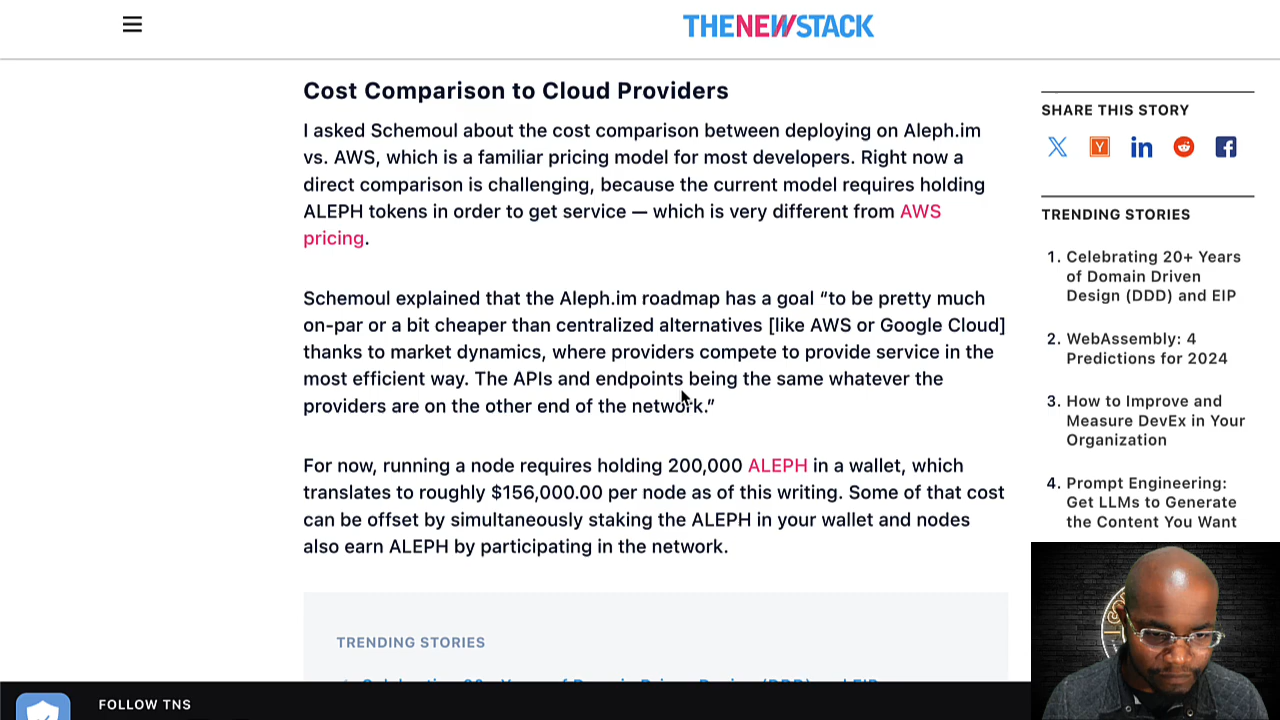 THENEWSTACK
Cost Comparison to Cloud Providers
I asked Schemoul about the cost comparison between deploying on Aleph.im
vs. AWS, which is a familiar pricing model for most developers. Right now a
direct comparison is challenging, because the current model requires holding
ALEPH tokens in order to get service — which is very different from AWS
pricing.
Schemoul explained that the Aleph.im roadmap has a goal “to be pretty much
on-par or a bit cheaper than centralized alternatives [like AWS or Google Cloud]
thanks to market dynamics, where providers compete to provide service in the
most efficient way. The APIs and endpoints being the same whatever the
providers are on the other end of the network.”
For now, running a node requires holding 200,000 ALEPH in a wallet, which
translates to roughly $156,000.00 per node as of this writing. Some of that cost
can be offset by simultaneously staking the ALEPH in your wallet and nodes
also earn ALEPH by participating in the network.
TRENDING STORIES
SHARE THIS STORY
TRENDING STORIES
1. Celebrating 20+ Years
of Domain Driven
Design (DDD) and EIP
2. WebAssembly: 4
Predictions for 2024
3. How to Improve and
Measure DevEx in Your
Organization
4. Prompt Engineering:
Get LLMs to Generate
the Content You Want
FOLLOW TNS